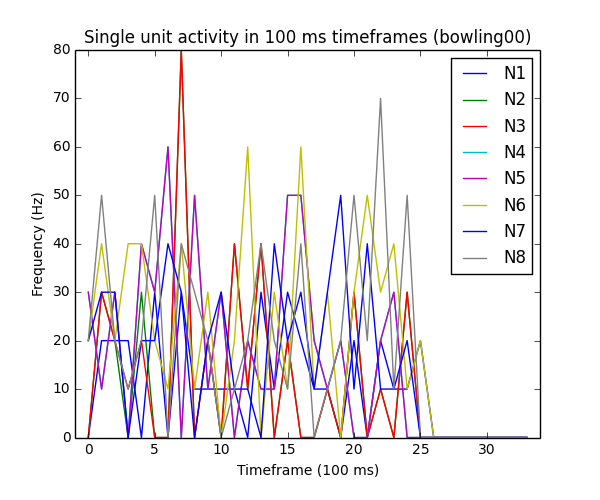 Single unit activity in 100 ms timeframes (bowling00)
80
70
60
50
40
30
20
10
0
Frequency (Hz)
N1
N2
N3
N4
N5
N6
N7
N8
0 5 10 15 20 25 30
Timeframe (100 ms)